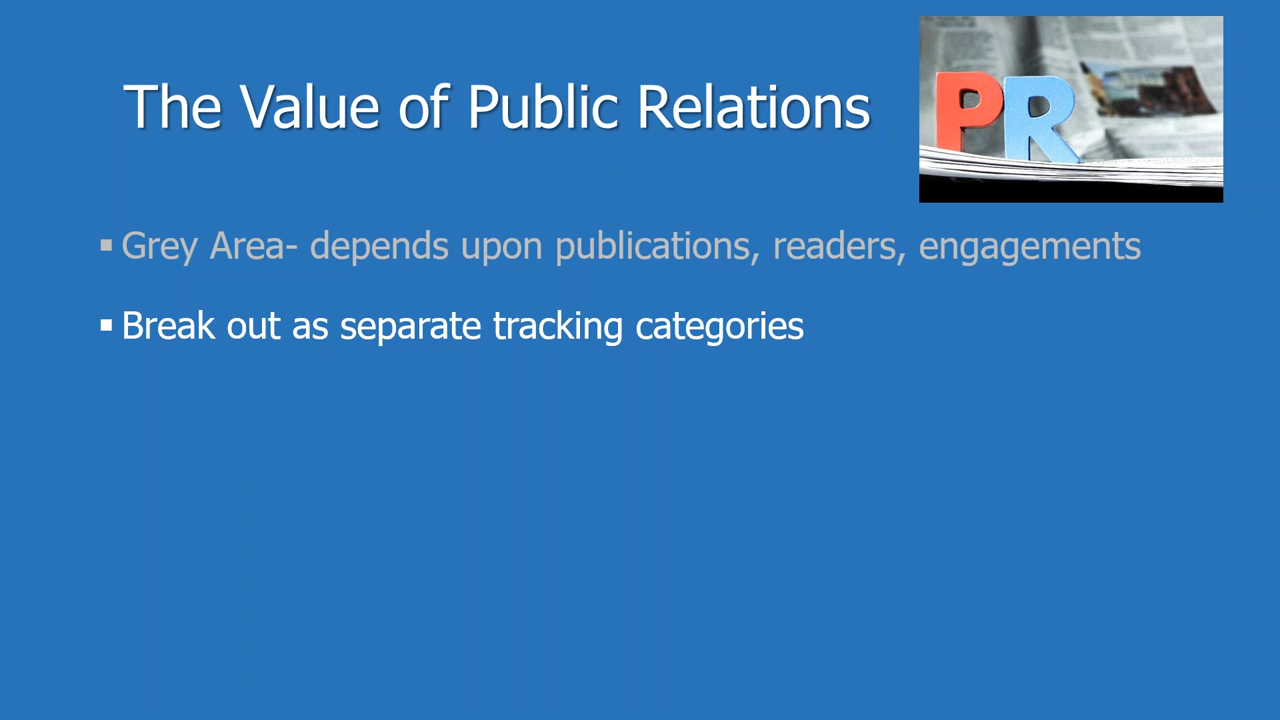 The Value of Public Relations
PR
▪ Grey Area- depends upon publications, readers, engagements
▪ Break out as separate tracking categories